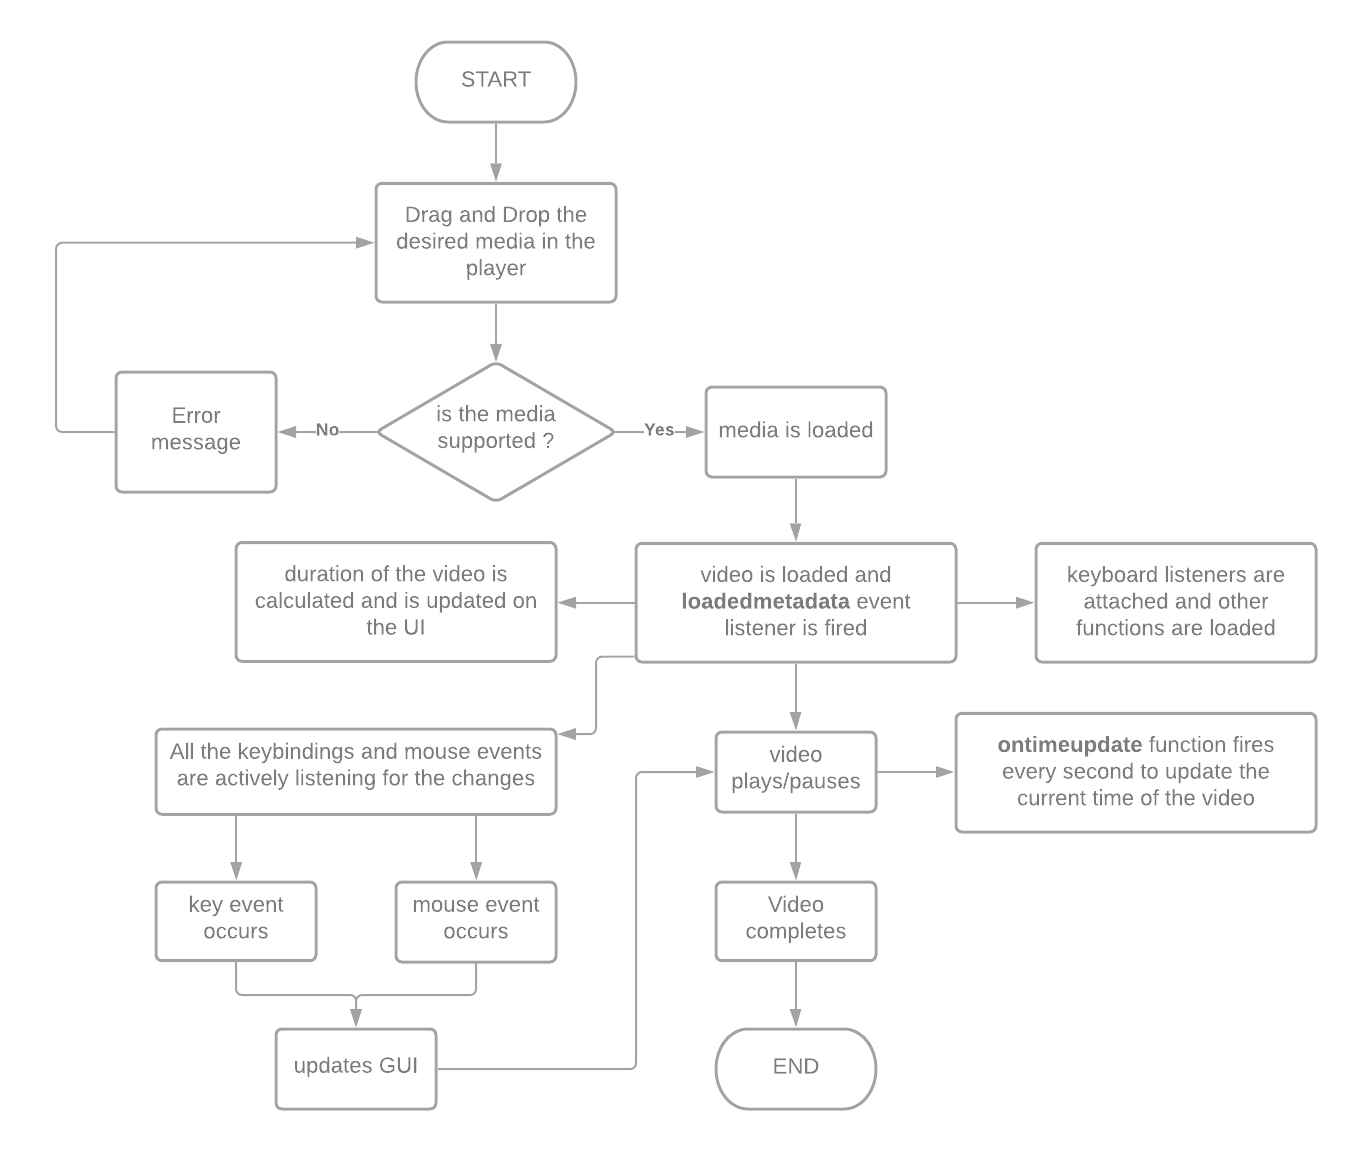 START
Drag and Drop the
desired media in the
player
Error
message
No
is the media
supported ?
Yes
media is loaded
duration of the video is
calculated and is updated on
the UI
video is loaded and
loadedmetadata event
listener is fired
keyboard listeners are
attached and other
functions are loaded
All the keybindings and mouse events
are actively listening for the changes
video
plays/pauses
ontimeupdate function fires
every second to update the
current time of the video
key event
occurs
mouse event
occurs
Video
completes
updates GUI
END